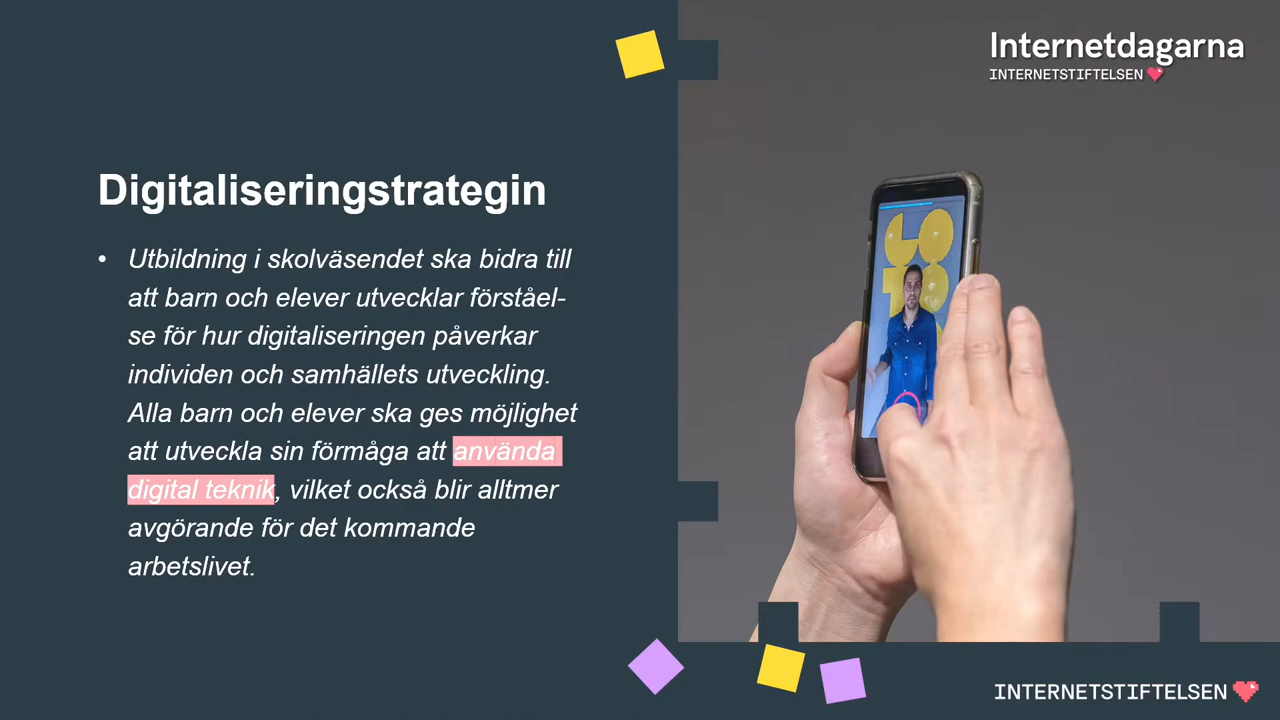 Internetdagarna
INTERNETSTIFTELSEN
Digitaliseringstrategin
• Utbildning i skolväsendet ska bidra till
att barn och elever utvecklar förståel-
se för hur digitaliseringen påverkar
individen och samhällets utveckling.
Alla barn och elever ska ges möjlighet
att utveckla sin förmåga att använda
digital teknik, vilket också blir alltmer
avgörande för det kommande
arbetslivet.
INTERNETSTIFTELSEN